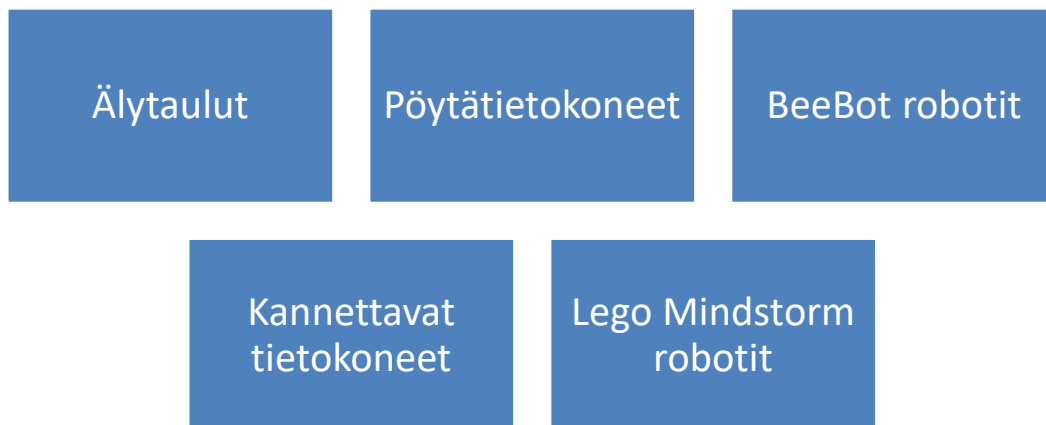 Älytaulut
Pöytätietokoneet
BeeBot robotit
Kannettavat
tietokoneet
Lego Mindstorm
robotit